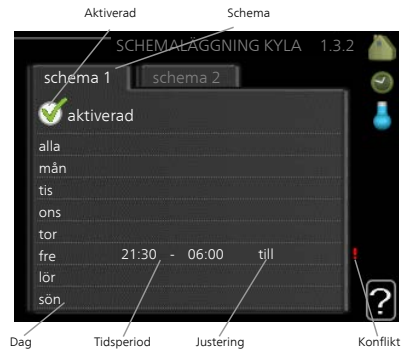 Aktiverad Schema
SCHEMALÄGGNING KYLA 1.3.2
schema 1 schema 2
aktiverad
alla
mån
tis
ons
tor
fre 21:30 - 06:00 till !
lör
sön
?
Dag Tidsperiod Justering Konflikt